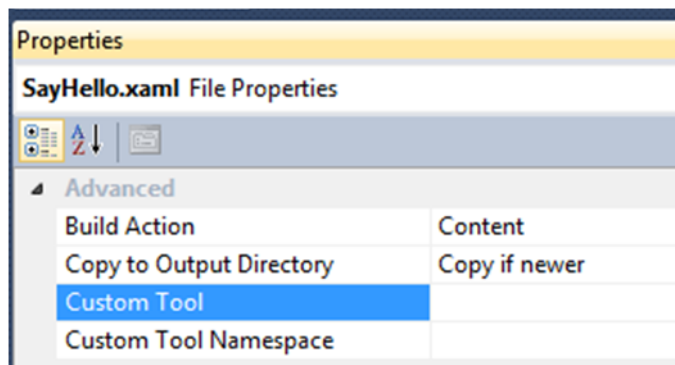 Properties
SayHello.xaml File Properties
A
Z
Advanced
Build Action Content
Copy to Output Directory Copy if newer
Custom Tool
Custom Tool Namespace